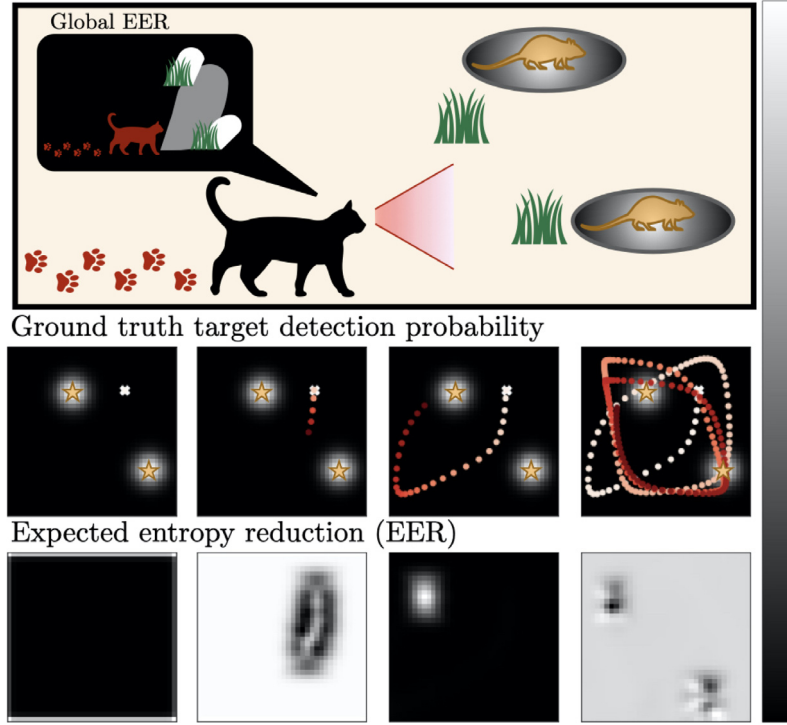 Global EER
Ground truth target detection probability
Expected entropy reduction (EER)